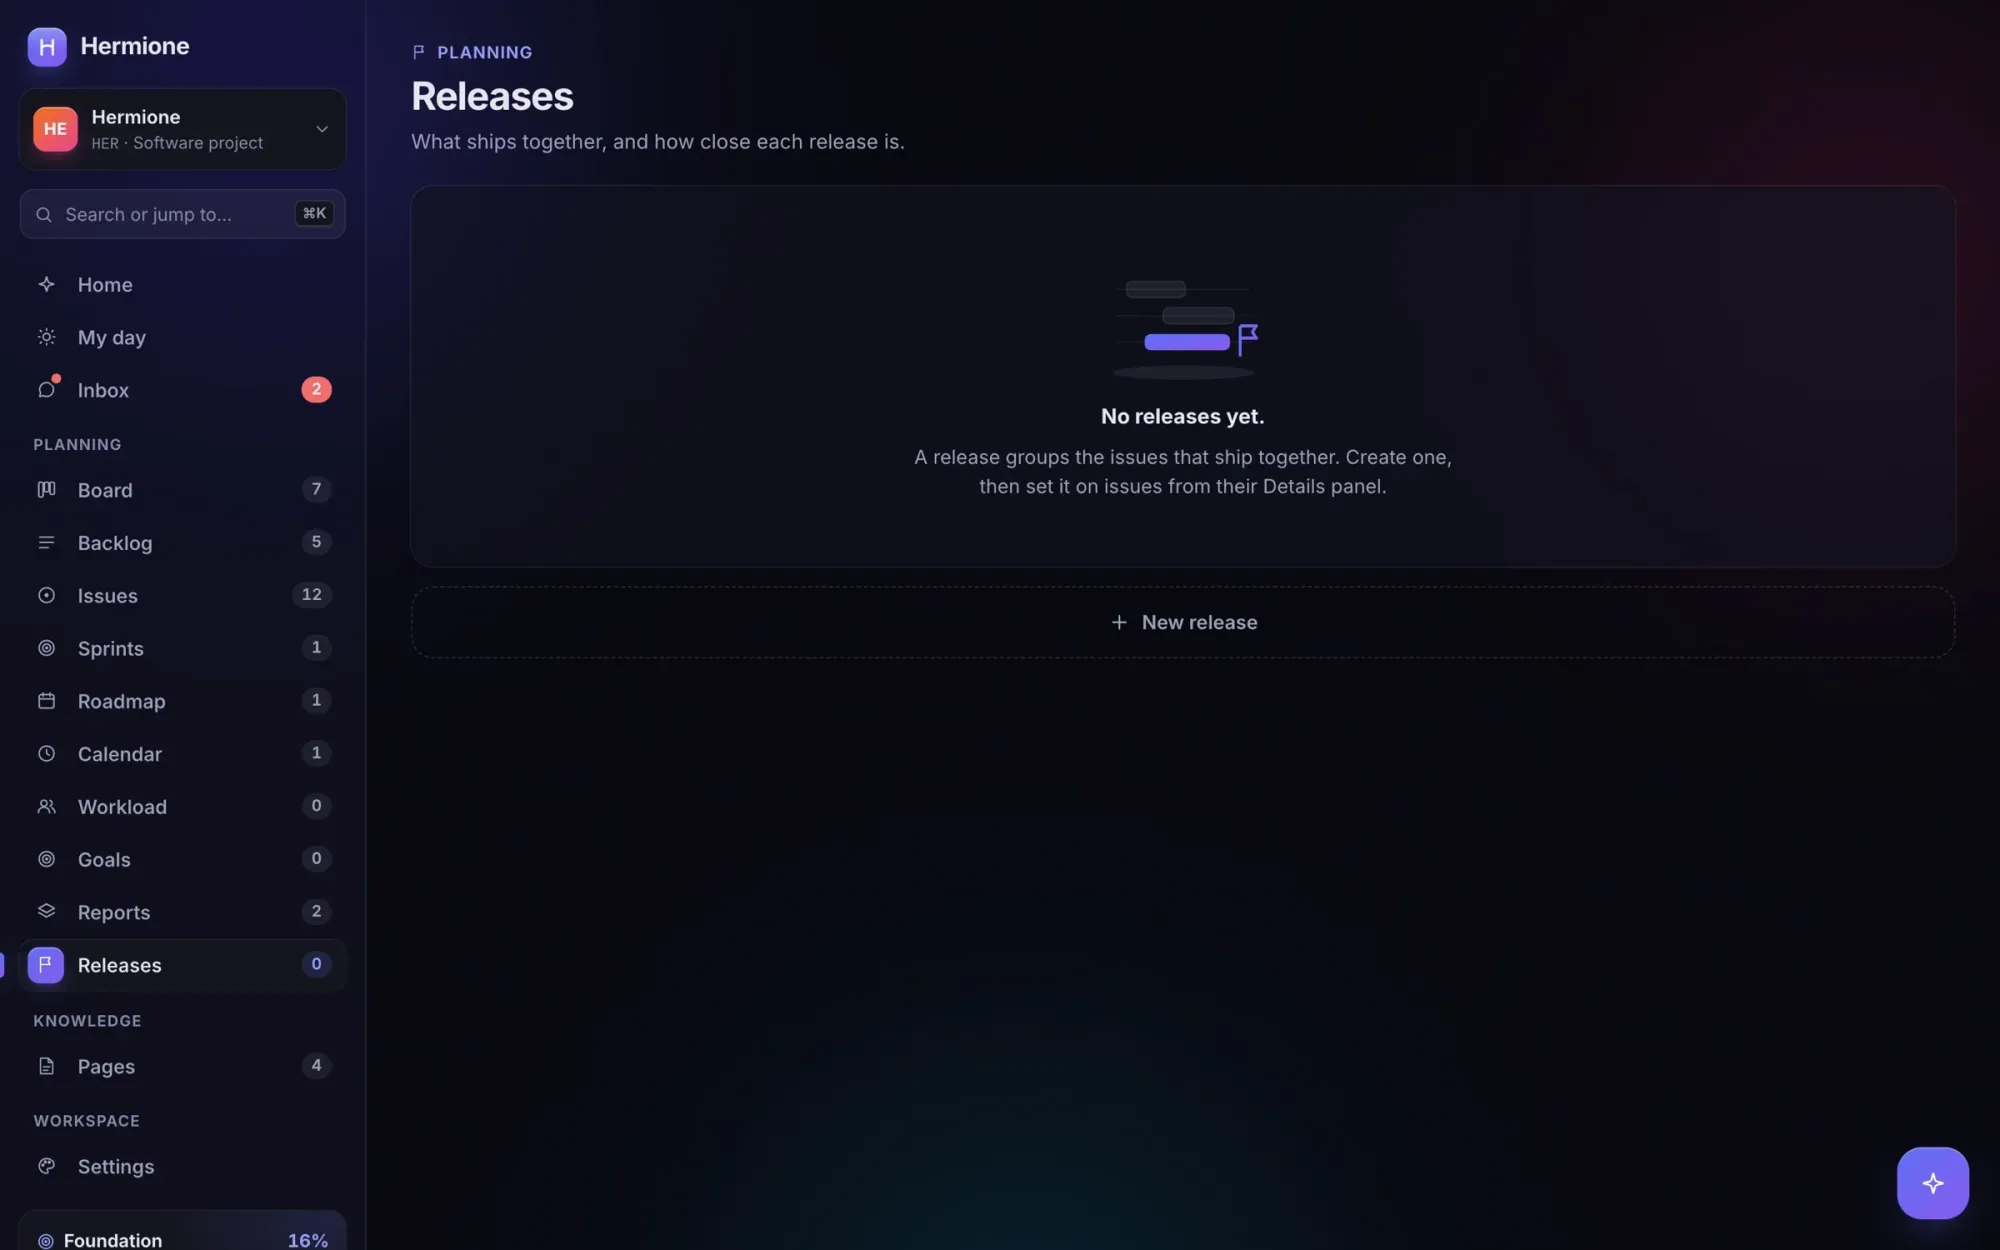 H Hermione
HE Hermione
HER · Software project
Search or jump to... ⌘K
Home
My day
Inbox 2
PLANNING
Board 7
Backlog 5
Issues 12
Sprints 1
Roadmap 1
Calendar 1
Workload 0
Goals 0
Reports 2
Releases 0
KNOWLEDGE
Pages 4
WORKSPACE
Settings
Foundation 16%
PLANNING
Releases
What ships together, and how close each release is.
No releases yet.
A release groups the issues that ship together. Create one,
then set it on issues from their Details panel.
+ New release